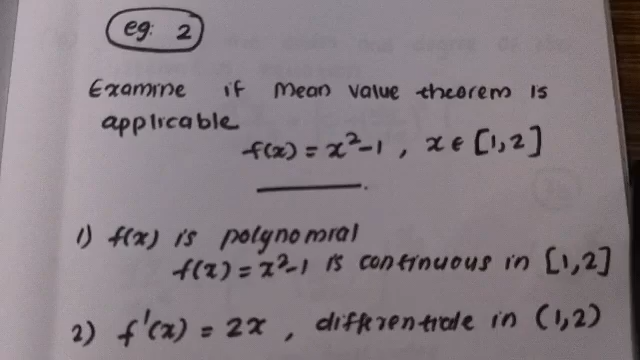 eg: 2
Examine if Mean value theorem is
applicable
f(x) = x²-1 , x ∈ [1,2]
1) f(x) is polynomial
f(x) = x²-1 is continuous in [1,2]
2) f'(x) = 2x , differentiale in (1,2)